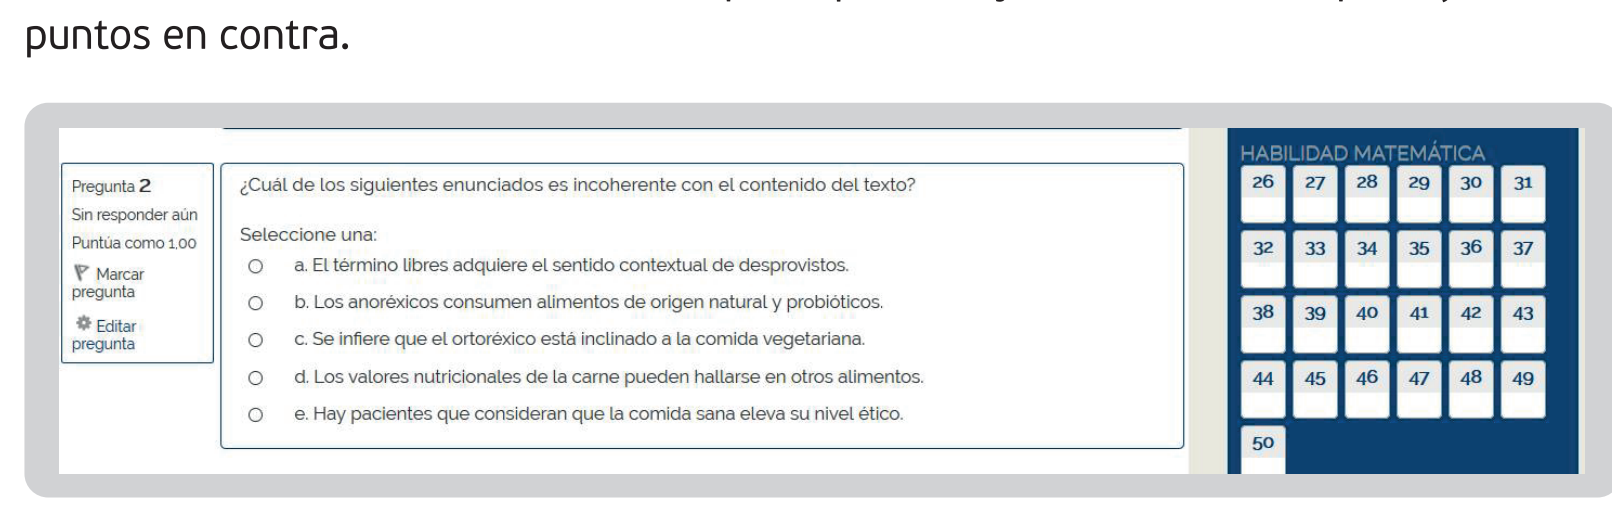 puntos en contra.
Pregunta 2
Sin responder aún
Puntúa como 1,00
Marcar
pregunta
Editar
pregunta
¿Cuál de los siguientes enunciados es incoherente con el contenido del texto?
Seleccione una:
a. El término libres adquiere el sentido contextual de desprovistos.
b. Los anoréxicos consumen alimentos de origen natural y probióticos.
c. Se infiere que el ortoréxico está inclinado a la comida vegetariana.
d. Los valores nutricionales de la carne pueden hallarse en otros alimentos.
e. Hay pacientes que consideran que la comida sana eleva su nivel ético.
HABILIDAD MATEMÁTICA
26 27 28 29 30 31
32 33 34 35 36 37
38 39 40 41 42 43
44 45 46 47 48 49
50